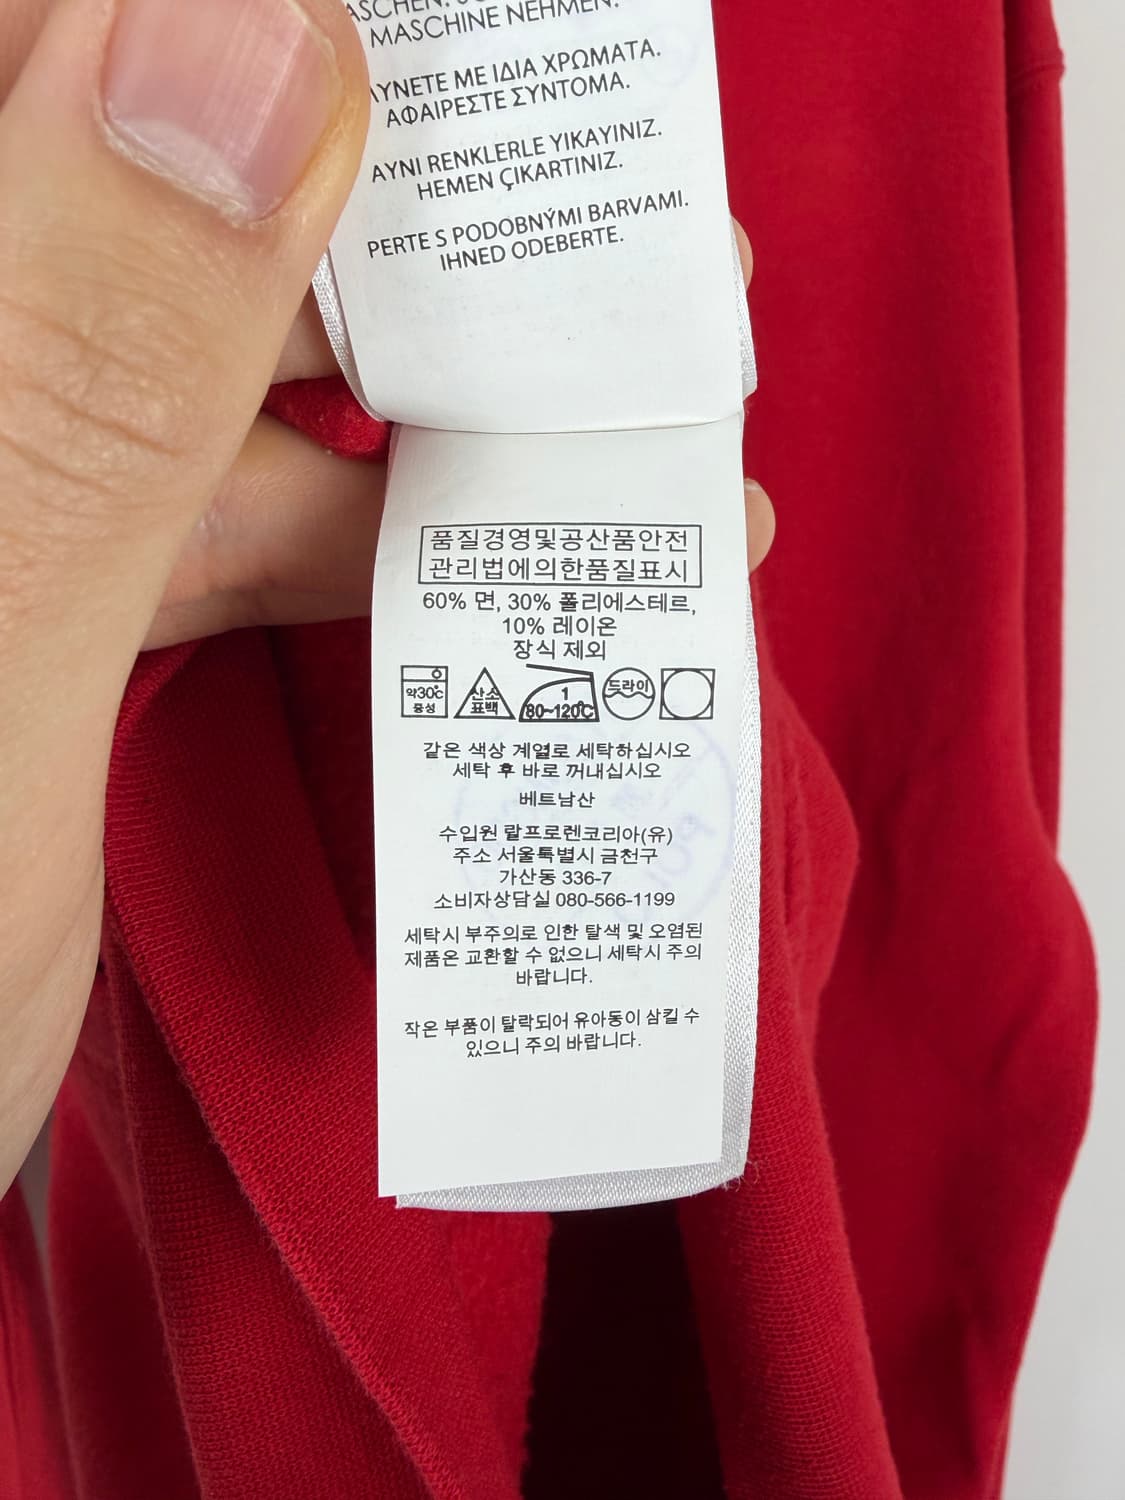 MASCHINE NEHMEN.
ΜΕ ΙΔΙΑ ΧΡΩΜΑΤΑ.
ΑΦΑΙΡΕΣΤΕ ΣΥΝΤΟΜΑ.
AYNI RENKLERLE YIKAYINIZ.
HEMEN ÇIKARTINIZ.
PERTE S PODOBNÝMI BARVAMI.
IHNED ODEBERTE.
품질경영및공산품안전
관리법에의한품질표시
60% 면, 30% 폴리에스테르,
10% 레이온
장식 제외
약30℃ 중성 산소 표백 1 80~120℃ 드라이
같은 색상 계열로 세탁하십시오
세탁 후 바로 꺼내십시오
베트남산
수입원 랄프로렌코리아(유)
주소 서울특별시 금천구
가산동 336-7
소비자상담실 080-566-1199
세탁시 부주의로 인한 탈색 및 오염된
제품은 교환할 수 없으니 세탁시 주의
바랍니다.
작은 부품이 탈락되어 유아동이 삼킬 수
있으니 주의 바랍니다.